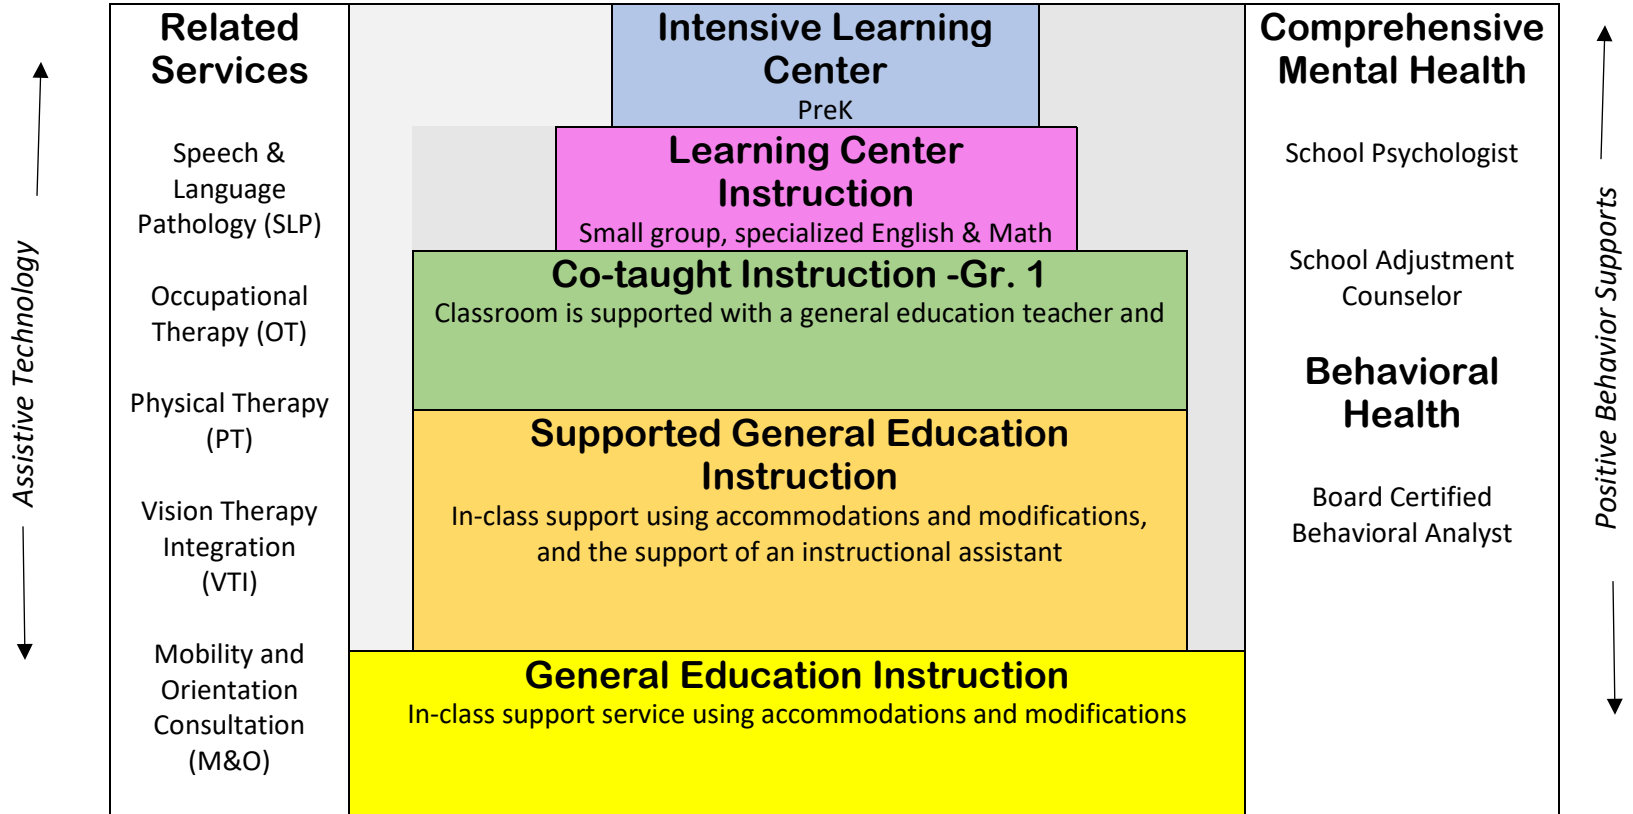 Assistive Technology
Related
Services
Speech &
Language
Pathology (SLP)
Occupational
Therapy (OT)
Physical Therapy
(PT)
Vision Therapy
Integration
(VTI)
Mobility and
Orientation
Consultation
(M&O)
Intensive Learning
Center
PreK
Learning Center
Instruction
Small group, specialized English & Math
Co-taught Instruction -Gr. 1
Classroom is supported with a general education teacher and
Supported General Education
Instruction
In-class support using accommodations and modifications,
and the support of an instructional assistant
General Education Instruction
In-class support service using accommodations and modifications
Comprehensive
Mental Health
School Psychologist
School Adjustment
Counselor
Behavioral
Health
Board Certified
Behavioral Analyst
Positive Behavior Supports